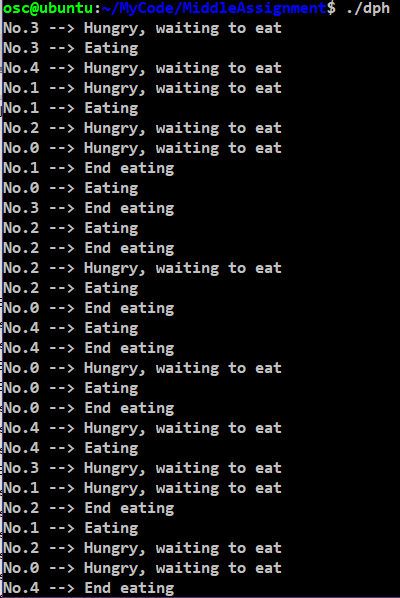 osc@ubuntu:~/MyCode/MiddleAssignment$ ./dph
No.3 --> Hungry, waiting to eat
No.3 --> Eating
No.4 --> Hungry, waiting to eat
No.1 --> Hungry, waiting to eat
No.1 --> Eating
No.2 --> Hungry, waiting to eat
No.0 --> Hungry, waiting to eat
No.1 --> End eating
No.0 --> Eating
No.3 --> End eating
No.2 --> Eating
No.2 --> End eating
No.2 --> Hungry, waiting to eat
No.2 --> Eating
No.0 --> End eating
No.4 --> Eating
No.4 --> End eating
No.0 --> Hungry, waiting to eat
No.0 --> Eating
No.0 --> End eating
No.4 --> Hungry, waiting to eat
No.4 --> Eating
No.3 --> Hungry, waiting to eat
No.1 --> Hungry, waiting to eat
No.2 --> End eating
No.1 --> Eating
No.2 --> Hungry, waiting to eat
No.0 --> Hungry, waiting to eat
No.4 --> End eating